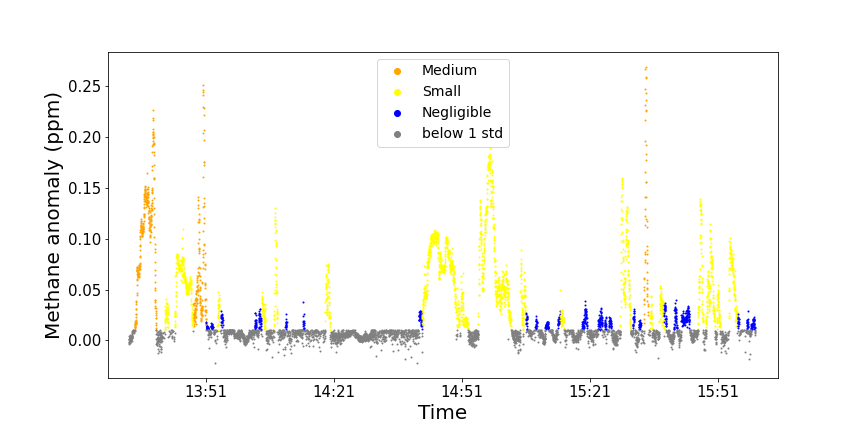 Medium
Small
Negligible
below 1 std
Methane anomaly (ppm)
0.25
0.20
0.15
0.10
0.05
0.00
13:51
14:21
14:51
15:21
15:51
Time